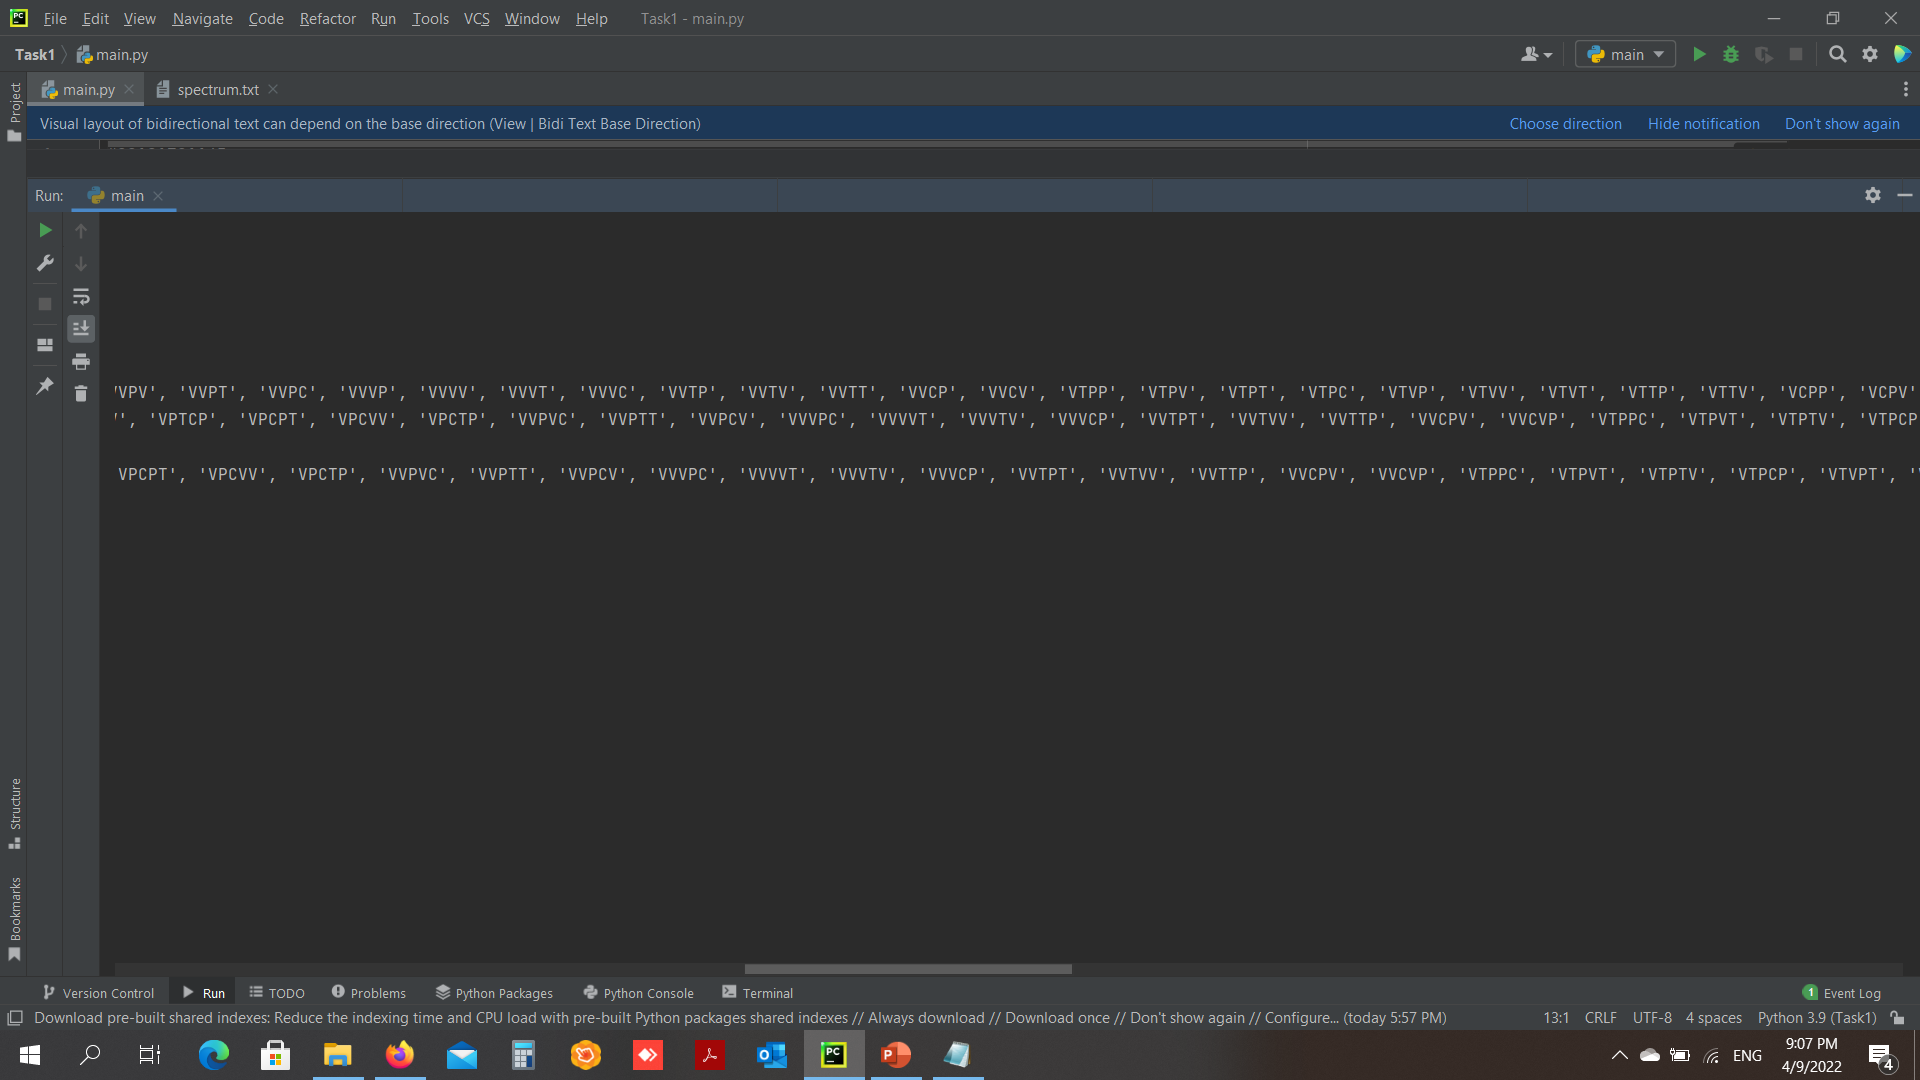 File Edit View Navigate Code Refactor Run Tools VCS Window Help Task1 - main.py
Task1 main.py main
Project
main.py spectrum.txt
Visual layout of bidirectional text can depend on the base direction (View | Bidi Text Base Direction) Choose direction Hide notification Don't show again
Run: main
VVPV', 'VVPT', 'VVPC', 'VVVP', 'VVVV', 'VVVT', 'VVVC', 'VVTP', 'VVTV', 'VVTT', 'VVCP', 'VVCV', 'VTPP', 'VTPV', 'VTPT', 'VTPC', 'VTVP', 'VTVV', 'VTVT', 'VTTP', 'VTTV', 'VCPP', 'VCPV'
', 'VPTCP', 'VPCPT', 'VPCVV', 'VPCTP', 'VVPVC', 'VVPTT', 'VVPCV', 'VVVPC', 'VVVVT', 'VVVTV', 'VVVCP', 'VVTPT', 'VVTVV', 'VVTTP', 'VVCPV', 'VVCVP', 'VTPPC', 'VTPVT', 'VTPTV', 'VTPCP
VPCPT', 'VPCVV', 'VPCTP', 'VVPVC', 'VVPTT', 'VVPCV', 'VVVPC', 'VVVVT', 'VVVTV', 'VVVCP', 'VVTPT', 'VVTVV', 'VVTTP', 'VVCPV', 'VVCVP', 'VTPPC', 'VTPVT', 'VTPTV', 'VTPCP', 'VTVPT', '
Structure
Bookmarks
Version Control Run TODO Problems Python Packages Python Console Terminal 1 Event Log
Download pre-built shared indexes: Reduce the indexing time and CPU load with pre-built Python packages shared indexes // Always download // Download once // Don't show again // Configure... (today 5:57 PM) 13:1 CRLF UTF-8 4 spaces Python 3.9 (Task1)
ENG 9:07 PM
4/9/2022 4